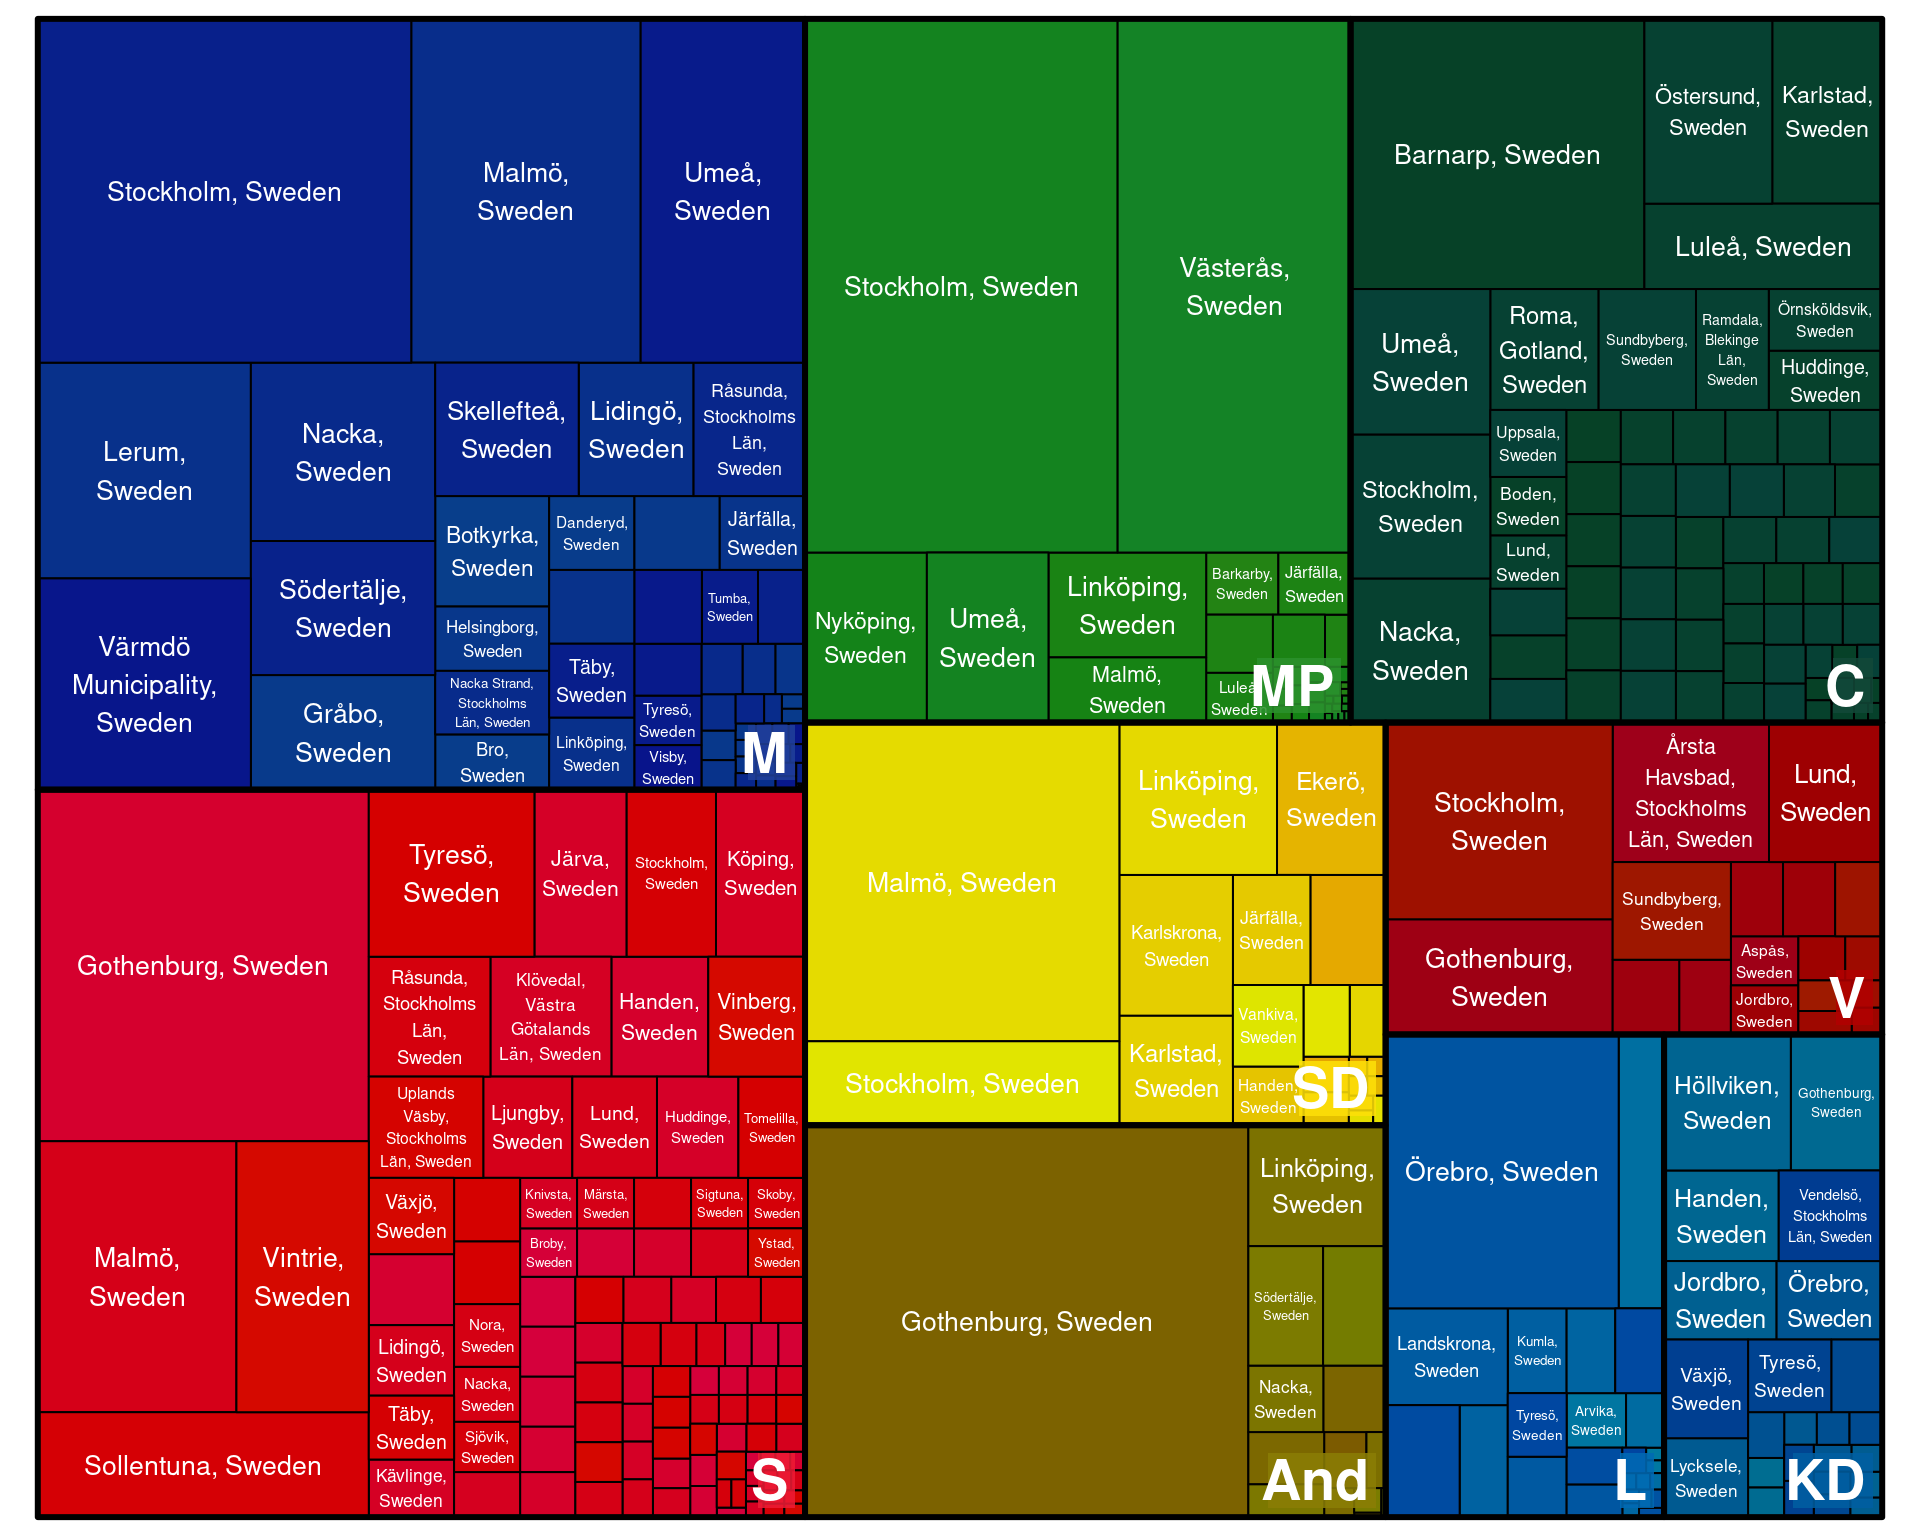 Stockholm, Sweden
Malmö,
Sweden
Umeå,
Sweden
Lerum,
Sweden
Nacka,
Sweden
Skellefteå,
Sweden
Lidingö,
Sweden
Råsunda,
Stockholms
Län,
Sweden
Botkyrka,
Sweden
Danderyd,
Sweden
Järfälla,
Sweden
Värmdö
Municipality,
Sweden
Södertälje,
Sweden
Gråbo,
Sweden
Helsingborg,
Sweden
Nacka Strand,
Stockholms
Län, Sweden
Bro,
Sweden
Tumba,
Sweden
Täby,
Sweden
Linköping,
Sweden
Tyresö,
Sweden
Visby,
Sweden
M
Stockholm, Sweden
Västerås,
Sweden
Nyköping,
Sweden
Umeå,
Sweden
Linköping,
Sweden
Malmö,
Sweden
Barkarby,
Sweden
Järfälla,
Sweden
Luleå,
Sweden
MP
Barnarp, Sweden
Östersund,
Sweden
Karlstad,
Sweden
Luleå, Sweden
Umeå,
Sweden
Roma,
Gotland,
Sweden
Sundbyberg,
Sweden
Ramdala,
Blekinge
Län,
Sweden
Örnsköldsvik,
Sweden
Huddinge,
Sweden
Stockholm,
Sweden
Uppsala,
Sweden
Boden,
Sweden
Lund,
Sweden
Nacka,
Sweden
C
Gothenburg, Sweden
Tyresö,
Sweden
Järva,
Sweden
Stockholm,
Sweden
Köping,
Sweden
Råsunda,
Stockholms
Län,
Sweden
Klövedal,
Västra
Götalands
Län, Sweden
Handen,
Sweden
Vinberg,
Sweden
Uplands
Väsby,
Stockholms
Län, Sweden
Ljungby,
Sweden
Lund,
Sweden
Huddinge,
Sweden
Tomelilla,
Sweden
Malmö,
Sweden
Vintrie,
Sweden
Sollentuna, Sweden
Växjö,
Sweden
Knivsta,
Sweden
Märsta,
Sweden
Sigtuna,
Sweden
Skoby,
Sweden
Broby,
Sweden
Ystad,
Sweden
Lidingö,
Sweden
Nora,
Sweden
Nacka,
Sweden
Täby,
Sweden
Sjövik,
Sweden
Kävlinge,
Sweden
S
Malmö, Sweden
Linköping,
Sweden
Ekerö,
Sweden
Karlskrona,
Sweden
Järfälla,
Sweden
Vankiva,
Sweden
Stockholm, Sweden
Karlstad,
Sweden
Handen,
Sweden
SD
Gothenburg, Sweden
Linköping,
Sweden
Södertälje,
Sweden
Nacka,
Sweden
And
Stockholm,
Sweden
Årsta
Havsbad,
Stockholms
Län, Sweden
Lund,
Sweden
Gothenburg,
Sweden
Sundbyberg,
Sweden
Aspås,
Sweden
Jordbro,
Sweden
V
Örebro, Sweden
Landskrona,
Sweden
Kumla,
Sweden
Tyresö,
Sweden
Arvika,
Sweden
L
Höllviken,
Sweden
Gothenburg,
Sweden
Handen,
Sweden
Vendelsö,
Stockholms
Län, Sweden
Jordbro,
Sweden
Örebro,
Sweden
Växjö,
Sweden
Tyresö,
Sweden
Lycksele,
Sweden
KD